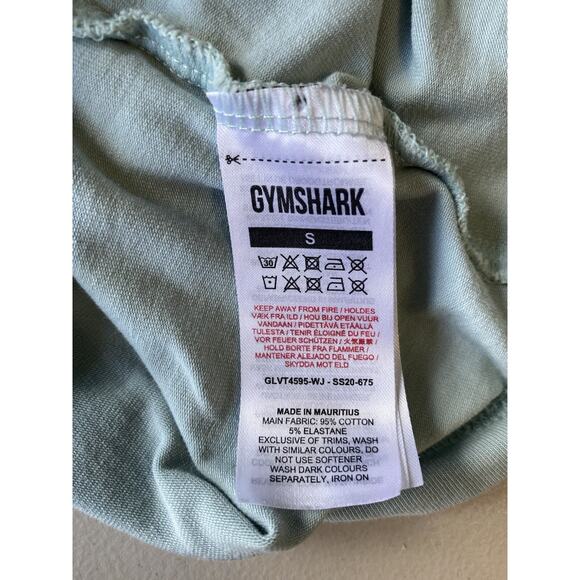 GYMSHARK
S
30
KEEP AWAY FROM FIRE / HOLDES
VÆK FRA ILD / HOU BIJ OPEN VUUR
VANDAAN / PIDETTÄVÄ ETÄÄLLÄ
TULESTA / TENIR ÉLOIGNÉ DU FEU /
VOR FEUER SCHÜTZEN / 火気厳禁 /
HOLD BORTE FRA FLAMMER /
MANTENER ALEJADO DEL FUEGO /
SKYDDA MOT ELD
GLVT4595-WJ - SS20-675
MADE IN MAURITIUS
MAIN FABRIC: 95% COTTON
5% ELASTANE
EXCLUSIVE OF TRIMS, WASH
WITH SIMILAR COLOURS, DO
NOT USE SOFTENER
WASH DARK COLOURS
SEPARATELY, IRON ON